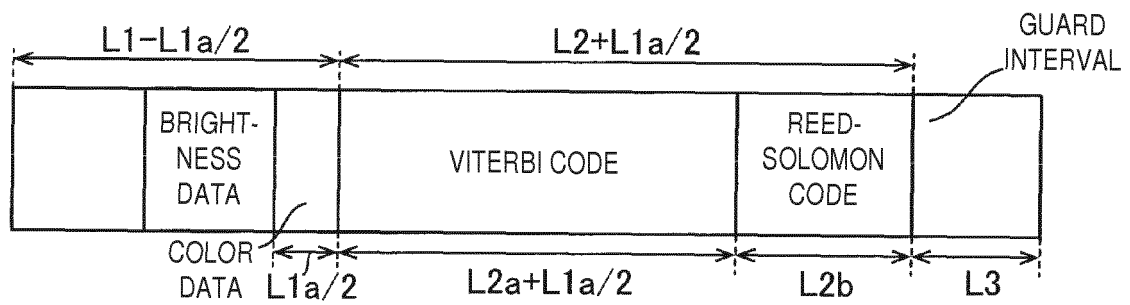 L1-L1a/2
L2+L1a/2
GUARD
INTERVAL
BRIGHT-
NESS
DATA
VITERBI CODE
REED-
SOLOMON
CODE
COLOR
DATA
L1a/2
L2a+L1a/2
L2b
L3